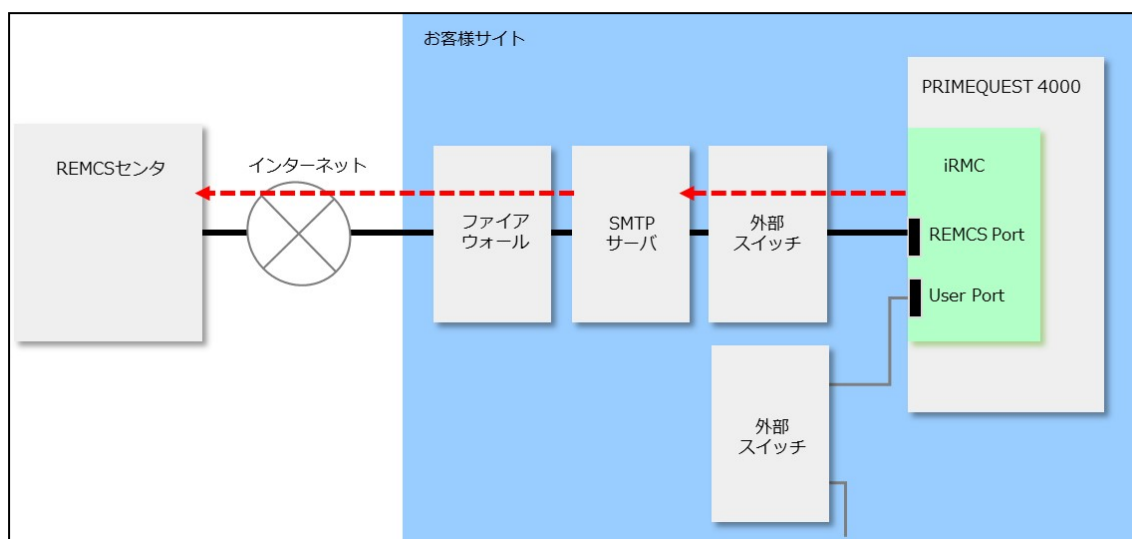 お客様サイト
PRIMEQUEST 4000
REMCSセンタ
インターネット
ファイア
ウォール
SMTP
サーバ
外部
スイッチ
iRMC
REMCS Port
User Port
外部
スイッチ